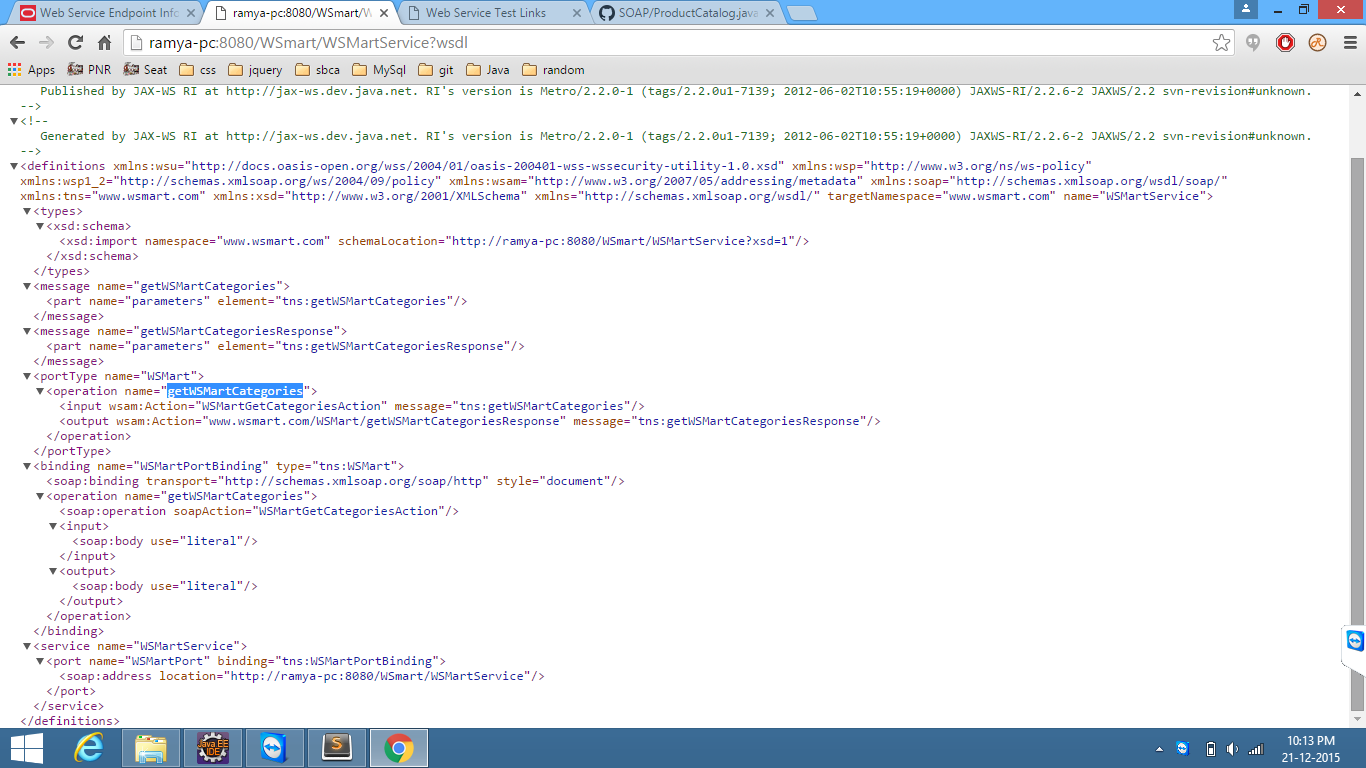 Web Service Endpoint Info
ramya-pc:8080/WSmart/W
Web Service Test Links
SOAP/ProductCatalog.java
ramya-pc:8080/WSmart/WSMartService?wsdl
Apps PNR Seat css jquery sbca MySql git Java random
Published by JAX-WS RI at http://jax-ws.dev.java.net. RI's version is Metro/2.2.0-1 (tags/2.2.0u1-7139; 2012-06-02T10:55:19+0000) JAXWS-RI/2.2.6-2 JAXWS/2.2 svn-revision#unknown.
-->
<!--
Generated by JAX-WS RI at http://jax-ws.dev.java.net. RI's version is Metro/2.2.0-1 (tags/2.2.0u1-7139; 2012-06-02T10:55:19+0000) JAXWS-RI/2.2.6-2 JAXWS/2.2 svn-revision#unknown.
-->
<definitions xmlns:wsu="http://docs.oasis-open.org/wss/2004/01/oasis-200401-wss-wssecurity-utility-1.0.xsd" xmlns:wsp="http://www.w3.org/ns/ws-policy"
xmlns:wsp1_2="http://schemas.xmlsoap.org/ws/2004/09/policy" xmlns:wsam="http://www.w3.org/2007/05/addressing/metadata" xmlns:soap="http://schemas.xmlsoap.org/wsdl/soap/"
xmlns:tns="www.wsmart.com" xmlns:xsd="http://www.w3.org/2001/XMLSchema" xmlns="http://schemas.xmlsoap.org/wsdl/" targetNamespace="www.wsmart.com" name="WSMartService">
<types>
<xsd:schema>
<xsd:import namespace="www.wsmart.com" schemaLocation="http://ramya-pc:8080/WSmart/WSMartService?xsd=1"/>
</xsd:schema>
</types>
<message name="getWSMartCategories">
<part name="parameters" element="tns:getWSMartCategories"/>
</message>
<message name="getWSMartCategoriesResponse">
<part name="parameters" element="tns:getWSMartCategoriesResponse"/>
</message>
<portType name="WSMart">
<operation name="getWSMartCategories">
<input wsam:Action="WSMartGetCategoriesAction" message="tns:getWSMartCategories"/>
<output wsam:Action="www.wsmart.com/WSMart/getWSMartCategoriesResponse" message="tns:getWSMartCategoriesResponse"/>
</operation>
</portType>
<binding name="WSMartPortBinding" type="tns:WSMart">
<soap:binding transport="http://schemas.xmlsoap.org/soap/http" style="document"/>
<operation name="getWSMartCategories">
<soap:operation soapAction="WSMartGetCategoriesAction"/>
<input>
<soap:body use="literal"/>
</input>
<output>
<soap:body use="literal"/>
</output>
</operation>
</binding>
<service name="WSMartService">
<port name="WSMartPort" binding="tns:WSMartPortBinding">
<soap:address location="http://ramya-pc:8080/WSmart/WSMartService"/>
</port>
</service>
</definitions>
Java EE
IDE
10:13 PM
21-12-2015